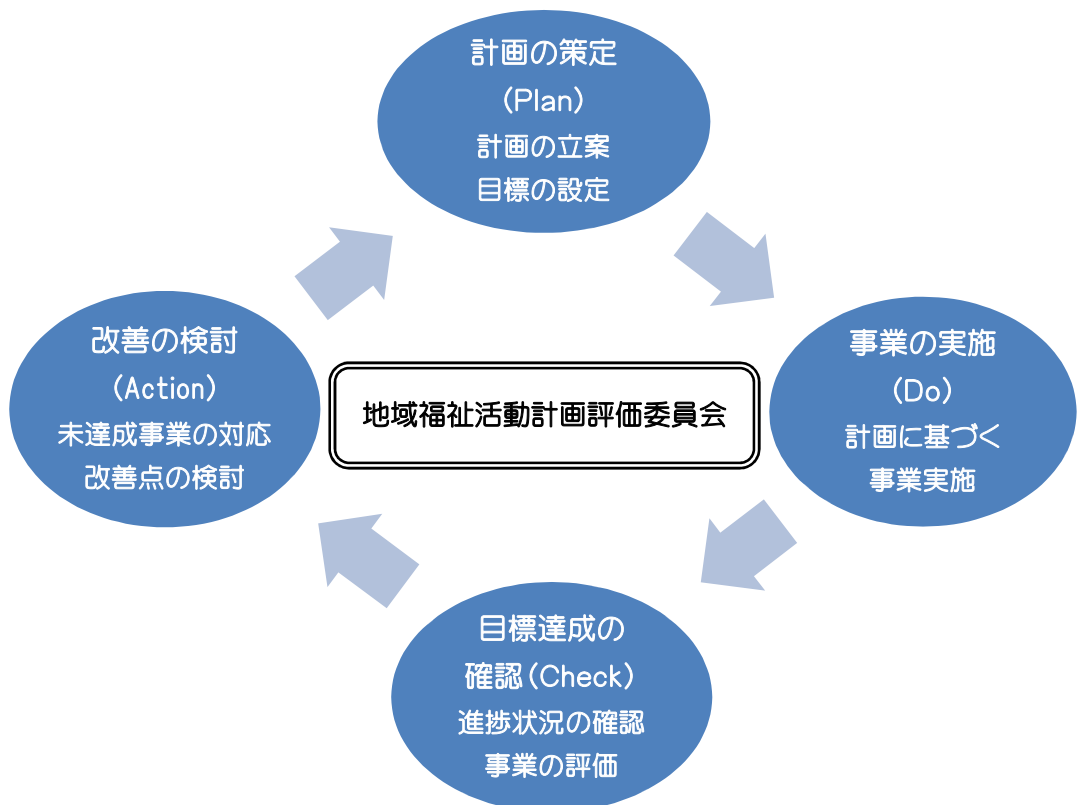 計画の策定
(Plan)
計画の立案
目標の設定
改善の検討
(Action)
未達成事業の対応
改善点の検討
地域福祉活動計画評価委員会
事業の実施
(Do)
計画に基づく
事業実施
目標達成の
確認(Check)
進捗状況の確認
事業の評価